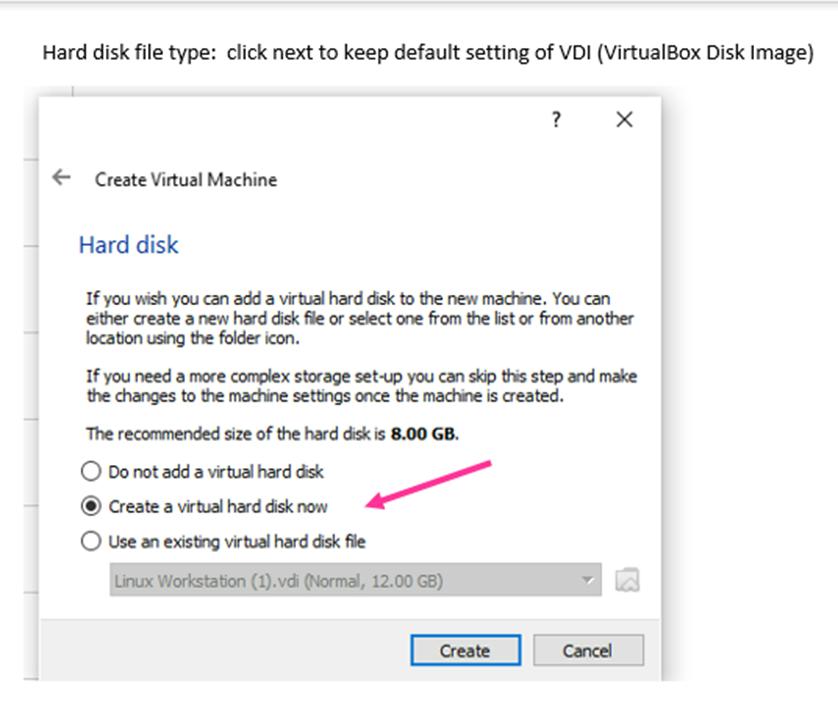 Hard disk file type:  click next to keep default setting of VDI (VirtualBox Disk Image)
?
Create Virtual Machine
Hard disk
If you wish you can add a virtual hard disk to the new machine. You can
either create a new hard disk file or select one from the list or from another
location using the folder icon.
If you need a more complex storage set-up you can skip this step and make
the changes to the machine settings once the machine is created.
The recommended size of the hard disk is 8.00 GB.
Do not add a virtual hard disk
Create a virtual hard disk now
Use an existing virtual hard disk file
Linux Workstation (1).vdi (Normal, 12.00 GB)
Create Cancel